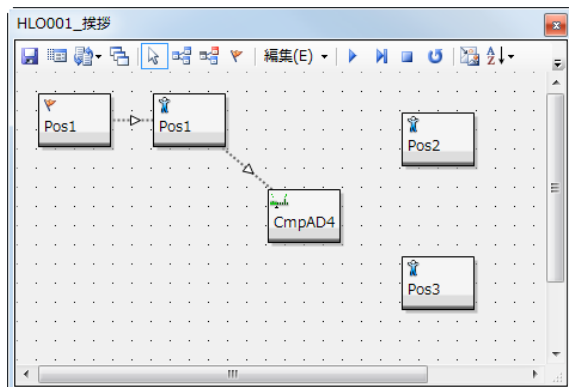 HLO001_挨拶
編集(E)
Pos1
Pos1
Pos2
CmpAD4
Pos3